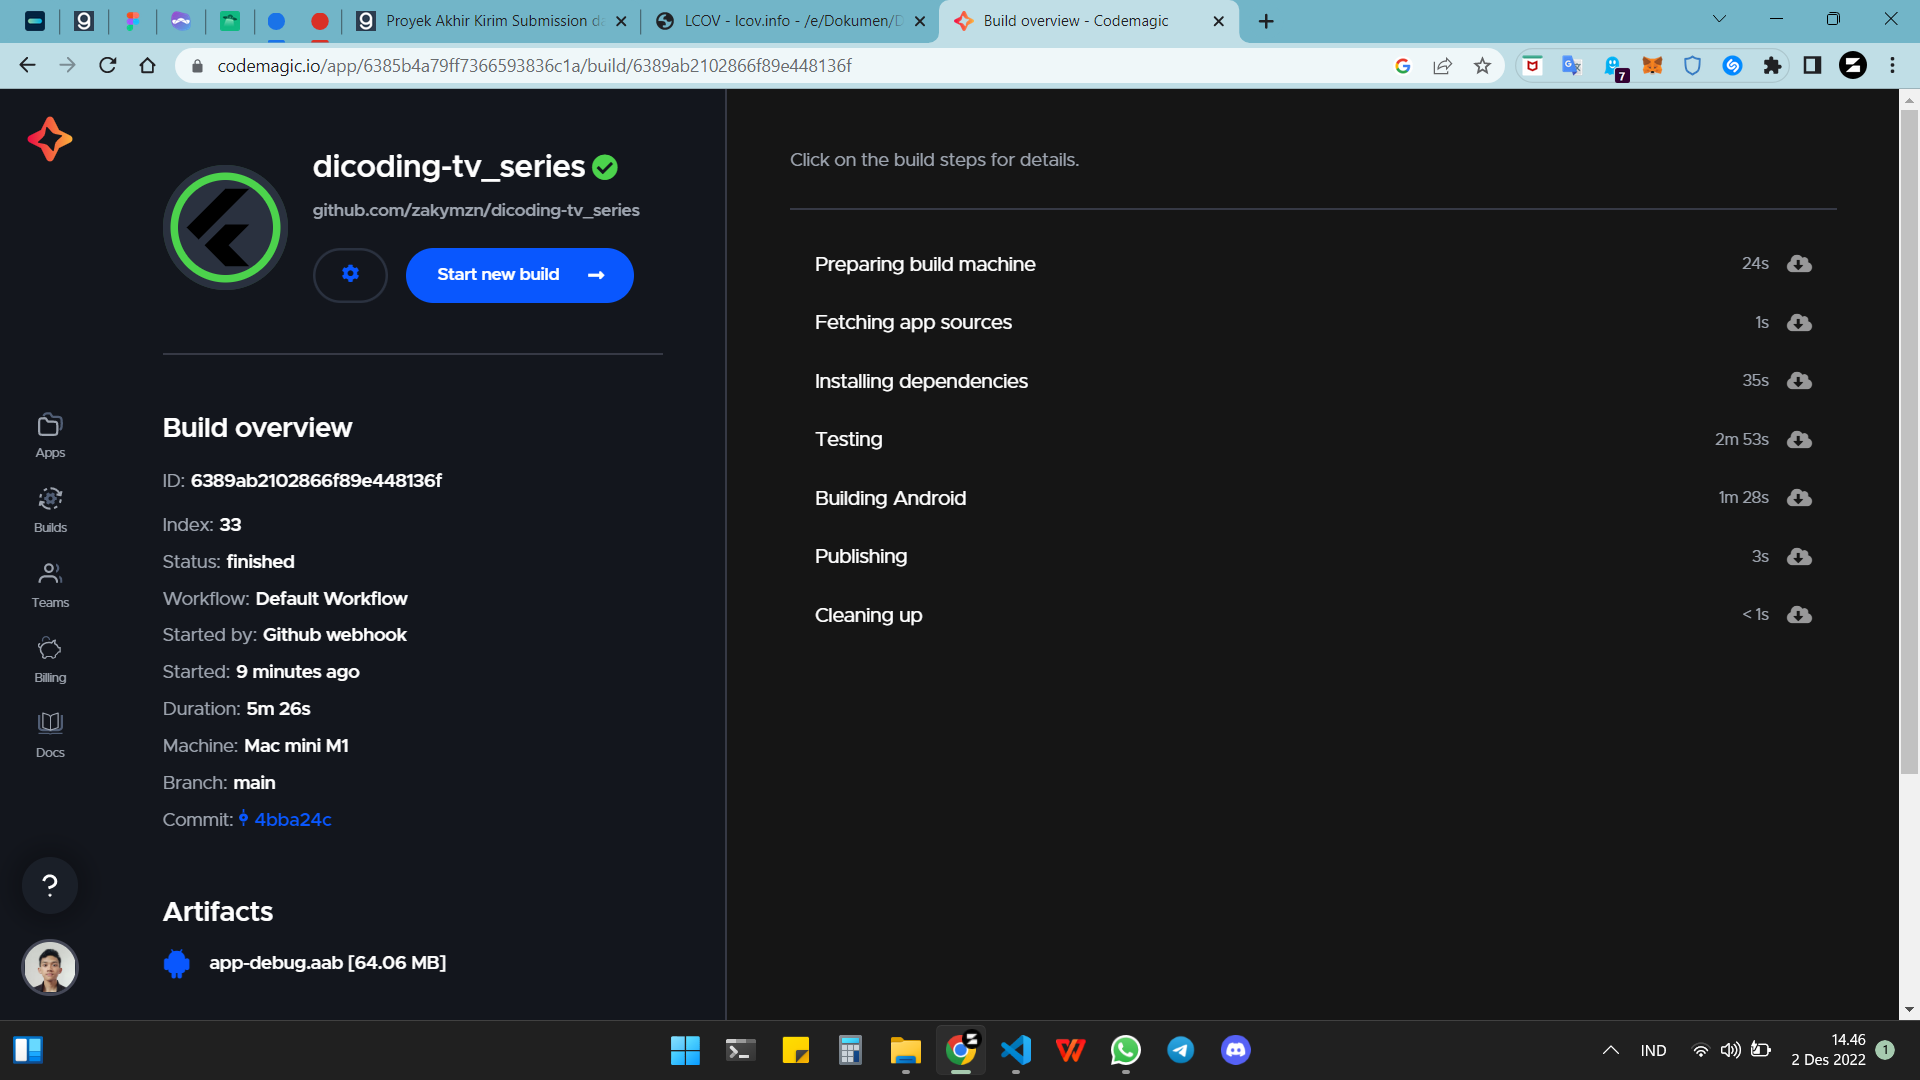 Proyek Akhir Kirim Submission da
LCOV - lcov.info - /e/Dokumen/D
Build overview - Codemagic
codemagic.io/app/6385b4a79ff7366593836c1a/build/6389ab2102866f89e448136f
7
dicoding-tv_series
github.com/zakymzn/dicoding-tv_series
Start new build
Build overview
ID: 6389ab2102866f89e448136f
Index: 33
Status: finished
Workflow: Default Workflow
Started by: Github webhook
Started: 9 minutes ago
Duration: 5m 26s
Machine: Mac mini M1
Branch: main
Commit: 4bba24c
Artifacts
app-debug.aab [64.06 MB]
Apps
Builds
Teams
Billing
Docs
?
Click on the build steps for details.
Preparing build machine 24s
Fetching app sources 1s
Installing dependencies 35s
Testing 2m 53s
Building Android 1m 28s
Publishing 3s
Cleaning up < 1s
IND
14.46
2 Des 2022
1